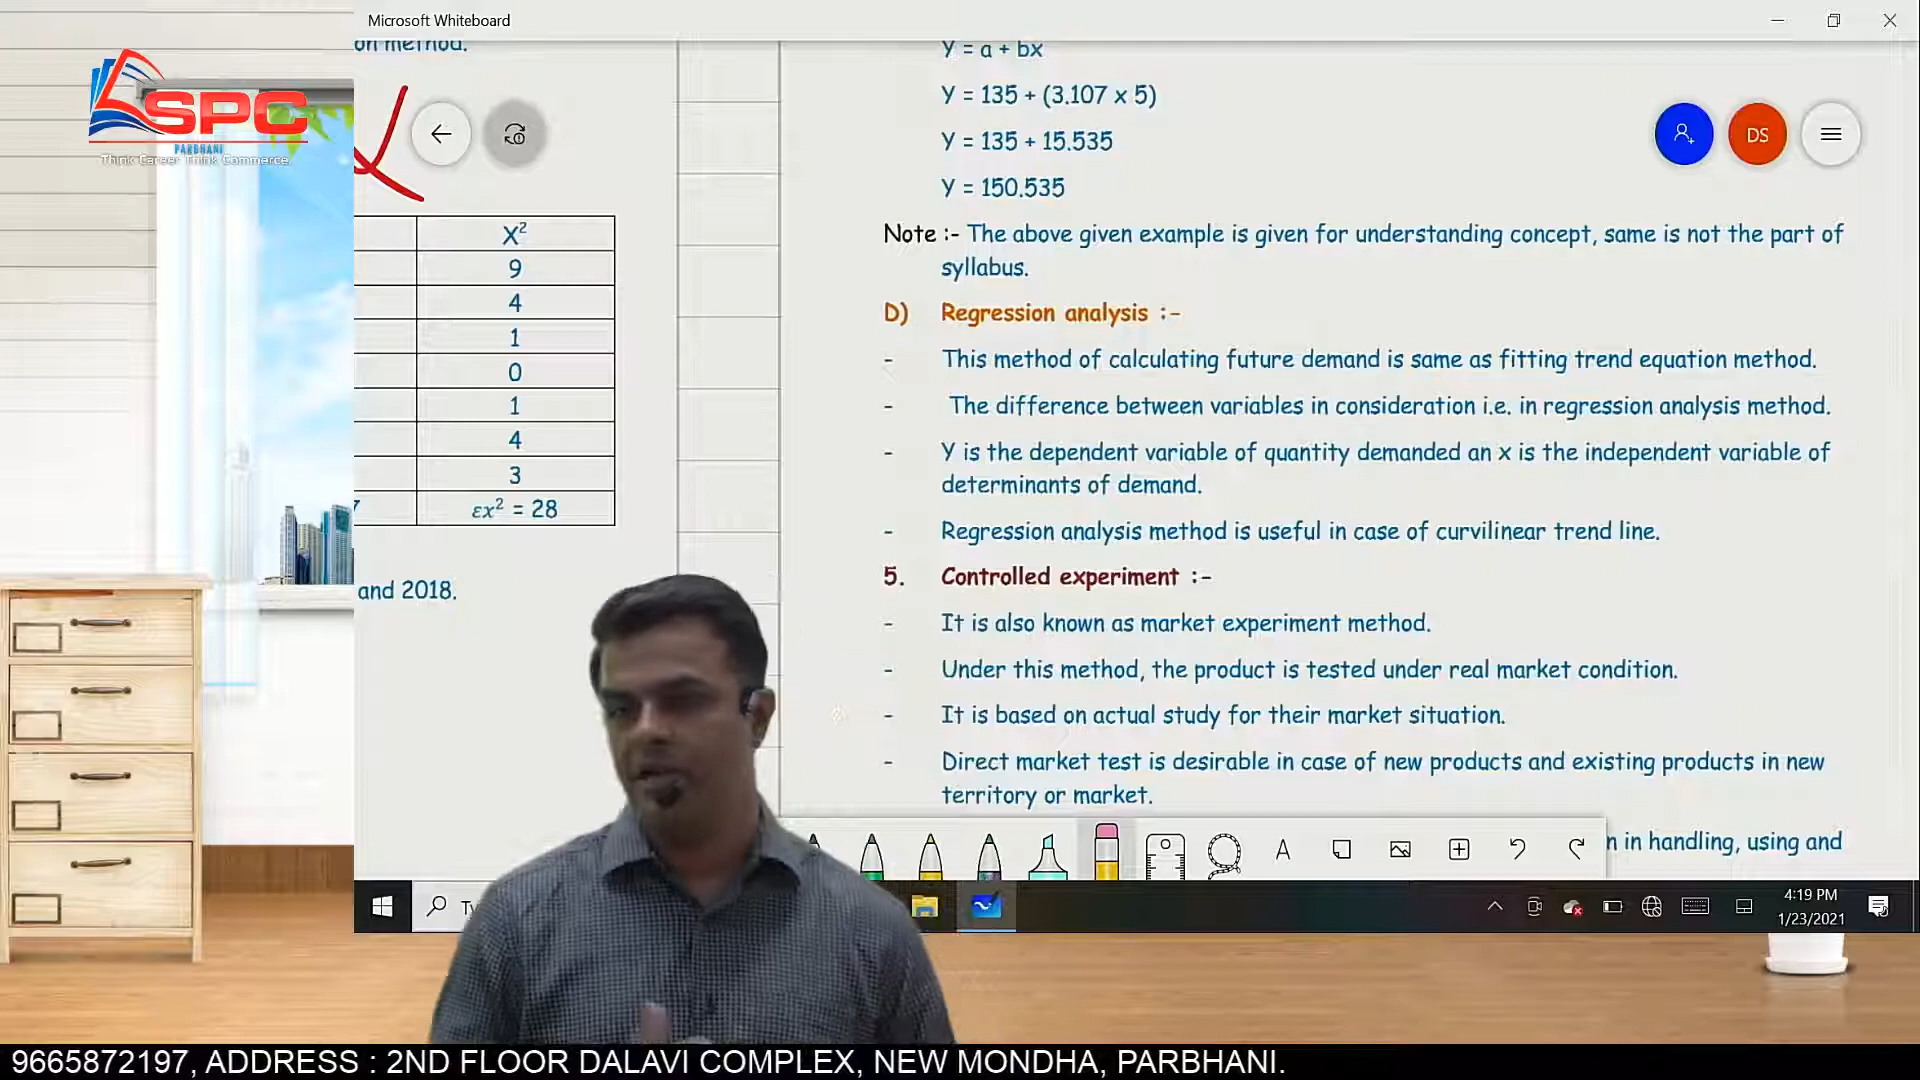 Microsoft Whiteboard
SPC
PARBHANI
Think Career Think Commerce.
on method.
X²
9
4
1
0
1
4
3
εx² = 28
and 2018.
Y = a + bx
Y = 135 + (3.107 x 5)
Y = 135 + 15.535
Y = 150.535
DS
Note :- The above given example is given for understanding concept, same is not the part of
syllabus.
D) Regression analysis :-
- This method of calculating future demand is same as fitting trend equation method.
- The difference between variables in consideration i.e. in regression analysis method.
- Y is the dependent variable of quantity demanded an x is the independent variable of
determinants of demand.
- Regression analysis method is useful in case of curvilinear trend line.
5. Controlled experiment :-
- It is also known as market experiment method.
- Under this method, the product is tested under real market condition.
- It is based on actual study for their market situation.
- Direct market test is desirable in case of new products and existing products in new
territory or market.
n in handling, using and
Ty
4:19 PM
1/23/2021
9665872197, ADDRESS : 2ND FLOOR DALAVI COMPLEX, NEW MONDHA, PARBHANI.